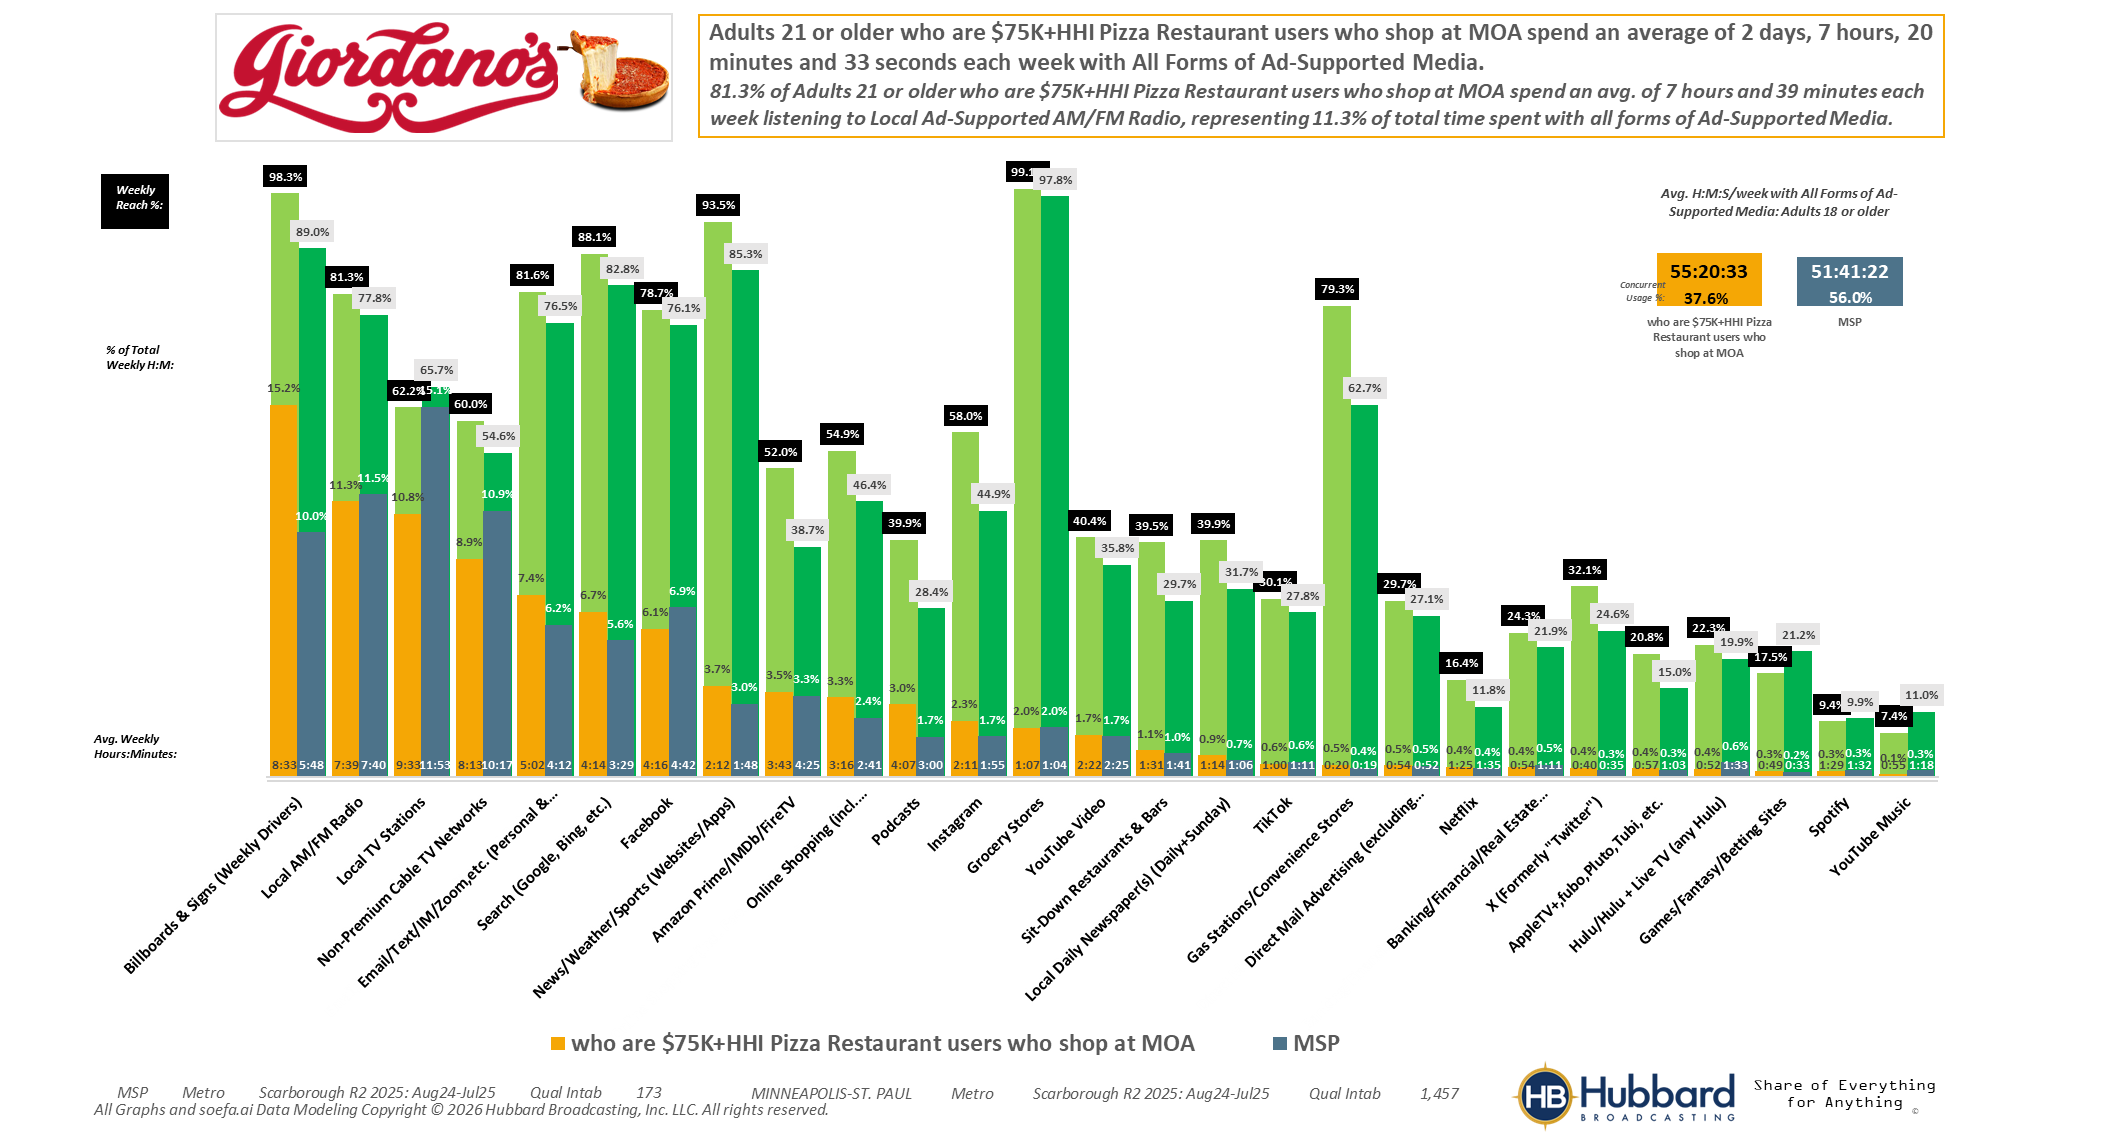 Giordano's
Adults 21 or older who are $75K+HHI Pizza Restaurant users who shop at MOA spend an average of 2 days, 7 hours, 20
minutes and 33 seconds each week with All Forms of Ad-Supported Media.
81.3% of Adults 21 or older who are $75K+HHI Pizza Restaurant users who shop at MOA spend an avg. of 7 hours and 39 minutes each
week listening to Local Ad-Supported AM/FM Radio, representing 11.3% of total time spent with all forms of Ad-Supported Media.
Weekly
Reach %:
% of Total
Weekly H:M:
Avg. Weekly
Hours:Minutes:
Avg. H:M:S/week with All Forms of Ad-
Supported Media: Adults 18 or older
55:20:33
51:41:22
Concurrent
Usage %:
37.6%
56.0%
who are $75K+HHI Pizza
Restaurant users who
shop at MOA
MSP
98.3% 89.0% 81.3% 77.8% 62.2% 65.7% 60.0% 54.6% 81.6% 76.5% 88.1% 82.8% 78.7% 76.1% 93.5% 85.3% 52.0% 38.7% 54.9% 46.4% 39.9% 28.4% 58.0% 44.9% 99.1 97.8% 40.4% 35.8% 39.5% 29.7% 39.9% 31.7% 30.1% 27.8% 79.3% 62.7% 29.7% 27.1% 16.4% 11.8% 24.3% 21.9% 32.1% 24.6% 20.8% 15.0% 22.3% 19.9% 17.5% 21.2% 9.4% 9.9% 7.4% 11.0%
15.2% 10.0% 11.3% 11.5% 10.8% 15.1% 8.9% 10.9% 7.4% 6.2% 6.7% 5.6% 6.1% 6.9% 3.7% 3.0% 3.5% 3.3% 3.3% 2.4% 3.0% 1.7% 2.3% 1.7% 2.0% 2.0% 1.7% 1.7% 1.1% 1.0% 0.9% 0.7% 0.6% 0.6% 0.5% 0.4% 0.5% 0.5% 0.4% 0.4% 0.4% 0.5% 0.4% 0.3% 0.4% 0.3% 0.4% 0.6% 0.3% 0.2% 0.3% 0.3% 0.1% 0.3%
8:33 5:48 7:39 7:40 9:33 11:53 8:13 10:17 5:02 4:12 4:14 3:29 4:16 4:42 2:12 1:48 3:43 4:25 3:16 2:41 4:07 3:00 2:11 1:55 1:07 1:04 2:22 2:25 1:31 1:41 1:14 1:06 1:00 1:11 0:20 0:19 0:54 0:52 1:25 1:35 0:54 1:11 0:40 0:35 0:57 1:03 0:52 1:33 0:49 0:33 1:29 1:32 0:55 1:18
Billboards & Signs (Weekly Drivers)
Local AM/FM Radio
Local TV Stations
Non-Premium Cable TV Networks
Email/Text/IM/Zoom,etc. (Personal &...
Search (Google, Bing, etc.)
Facebook
News/Weather/Sports (Websites/Apps)
Amazon Prime/IMDb/FireTV
Online Shopping (incl....
Podcasts
Instagram
Grocery Stores
YouTube Video
Sit-Down Restaurants & Bars
Local Daily Newspaper(s) (Daily+Sunday)
TikTok
Gas Stations/Convenience Stores
Direct Mail Advertising (excluding...
Netflix
Banking/Financial/Real Estate...
X (Formerly "Twitter")
AppleTV+,fubo,Pluto,Tubi, etc.
Hulu/Hulu + Live TV (any Hulu)
Games/Fantasy/Betting Sites
Spotify
YouTube Music
who are $75K+HHI Pizza Restaurant users who shop at MOA
MSP
MSP Metro Scarborough R2 2025: Aug24-Jul25 Qual Intab 173 MINNEAPOLIS-ST. PAUL Metro Scarborough R2 2025: Aug24-Jul25 Qual Intab 1,457
All Graphs and soefa.ai Data Modeling Copyright © 2026 Hubbard Broadcasting, Inc. LLC. All rights reserved.
HB Hubbard
BROADCASTING
Share of Everything
for Anything ©